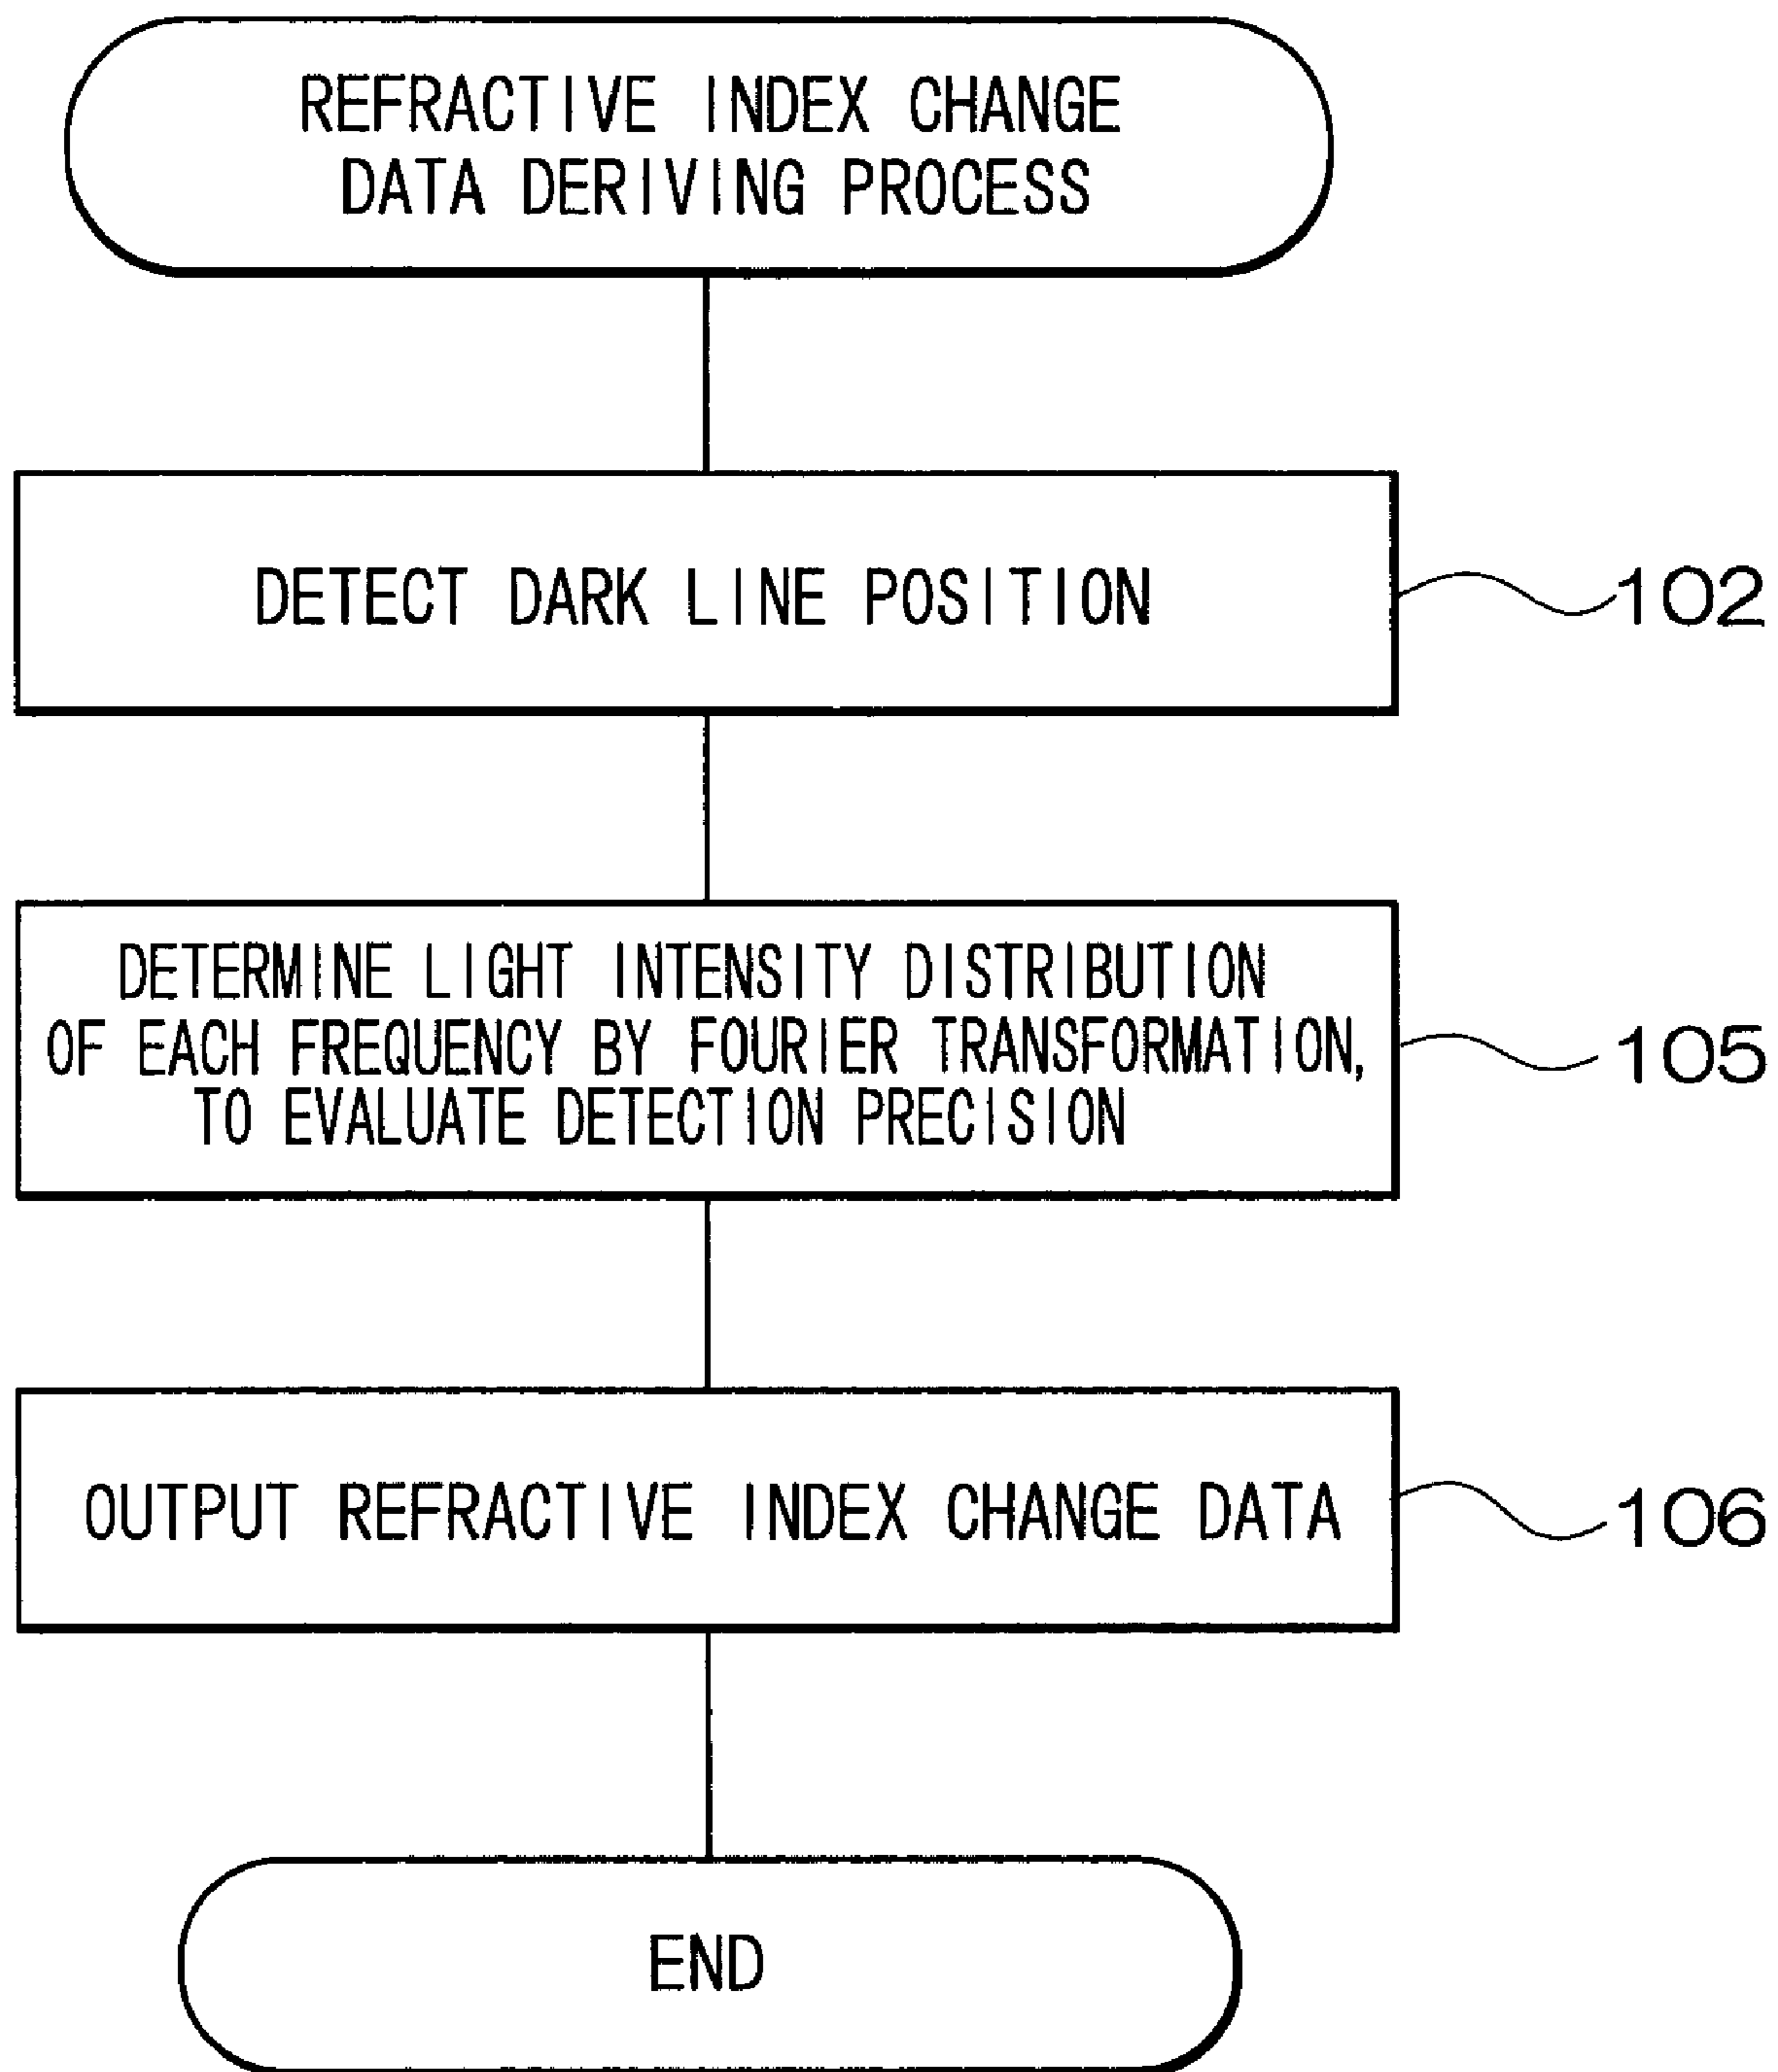 REFRACTIVE INDEX CHANGE
DATA DERIVING PROCESS
DETECT DARK LINE POSITION
102
DETERMINE LIGHT INTENSITY DISTRIBUTION
OF EACH FREQUENCY BY FOURIER TRANSFORMATION,
TO EVALUATE DETECTION PRECISION
105
OUTPUT REFRACTIVE INDEX CHANGE DATA
106
END